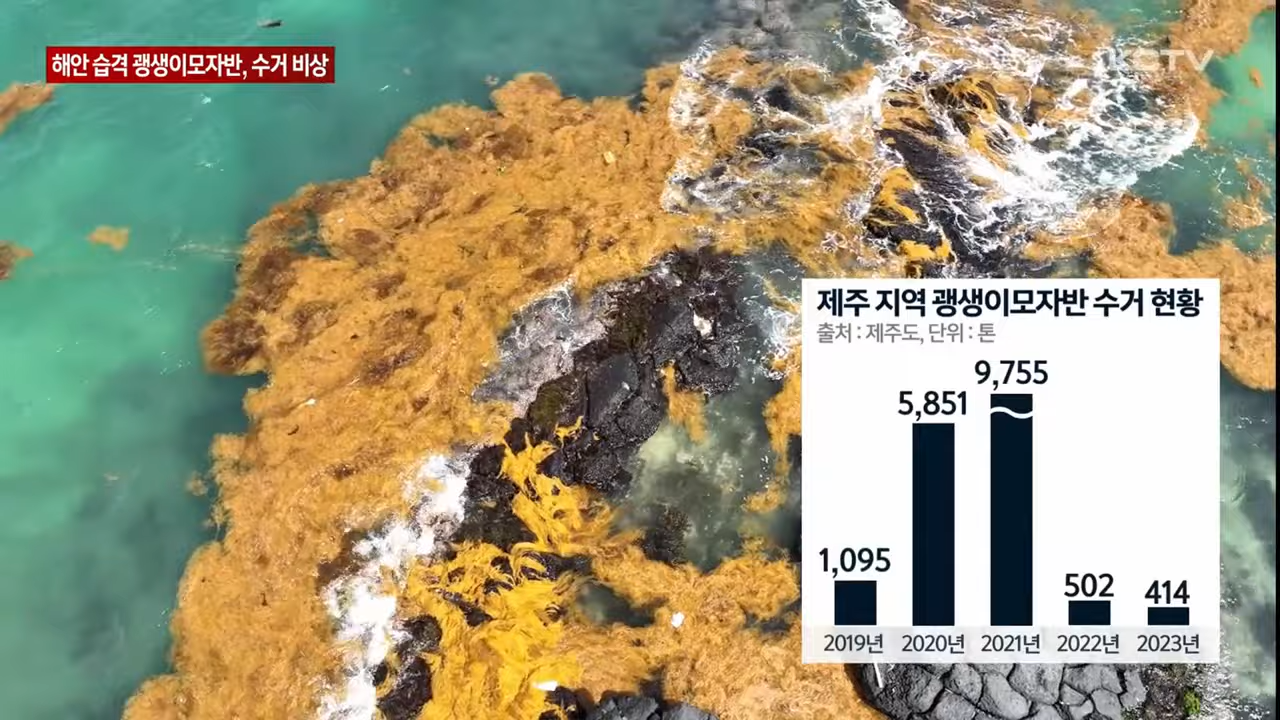 해안 습격 괭생이모자반, 수거 비상
KCTV
제주 지역 괭생이모자반 수거 현황
출처 : 제주도, 단위 : 톤
9,755
5,851
1,095
502
414
2019년 2020년 2021년 2022년 2023년